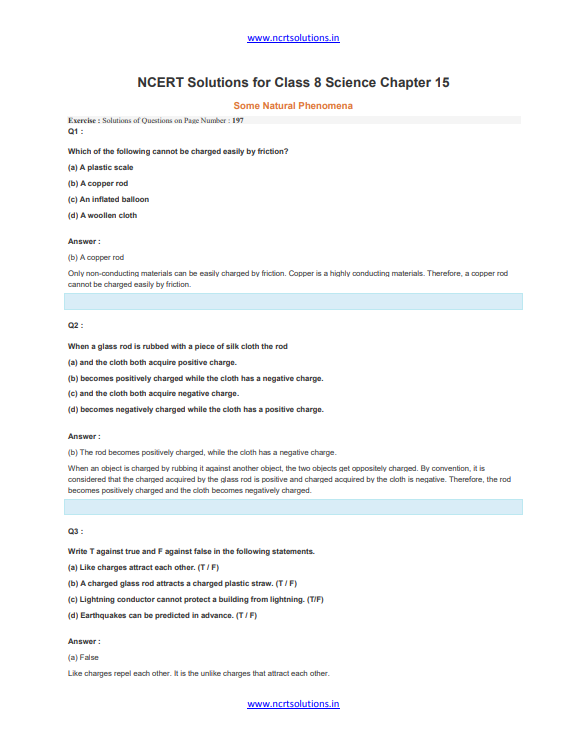 www.ncrtsolutions.in
NCERT Solutions for Class 8 Science Chapter 15
Some Natural Phenomena
Exercise : Solutions of Questions on Page Number : 197
Q1 :
Which of the following cannot be charged easily by friction?
(a) A plastic scale
(b) A copper rod
(c) An inflated balloon
(d) A woollen cloth
Answer :
(b) A copper rod
Only non-conducting materials can be easily charged by friction. Copper is a highly conducting materials. Therefore, a copper rod
cannot be charged easily by friction.
Q2 :
When a glass rod is rubbed with a piece of silk cloth the rod
(a) and the cloth both acquire positive charge.
(b) becomes positively charged while the cloth has a negative charge.
(c) and the cloth both acquire negative charge.
(d) becomes negatively charged while the cloth has a positive charge.
Answer :
(b) The rod becomes positively charged, while the cloth has a negative charge.
When an object is charged by rubbing it against another object, the two objects get oppositely charged. By convention, it is
considered that the charged acquired by the glass rod is positive and charged acquired by the cloth is negative. Therefore, the rod
becomes positively charged and the cloth becomes negatively charged.
Q3 :
Write T against true and F against false in the following statements.
(a) Like charges attract each other. (T / F)
(b) A charged glass rod attracts a charged plastic straw. (T / F)
(c) Lightning conductor cannot protect a building from lightning. (T/F)
(d) Earthquakes can be predicted in advance. (T / F)
Answer :
(a) False
Like charges repel each other. It is the unlike charges that attract each other.
www.ncrtsolutions.in